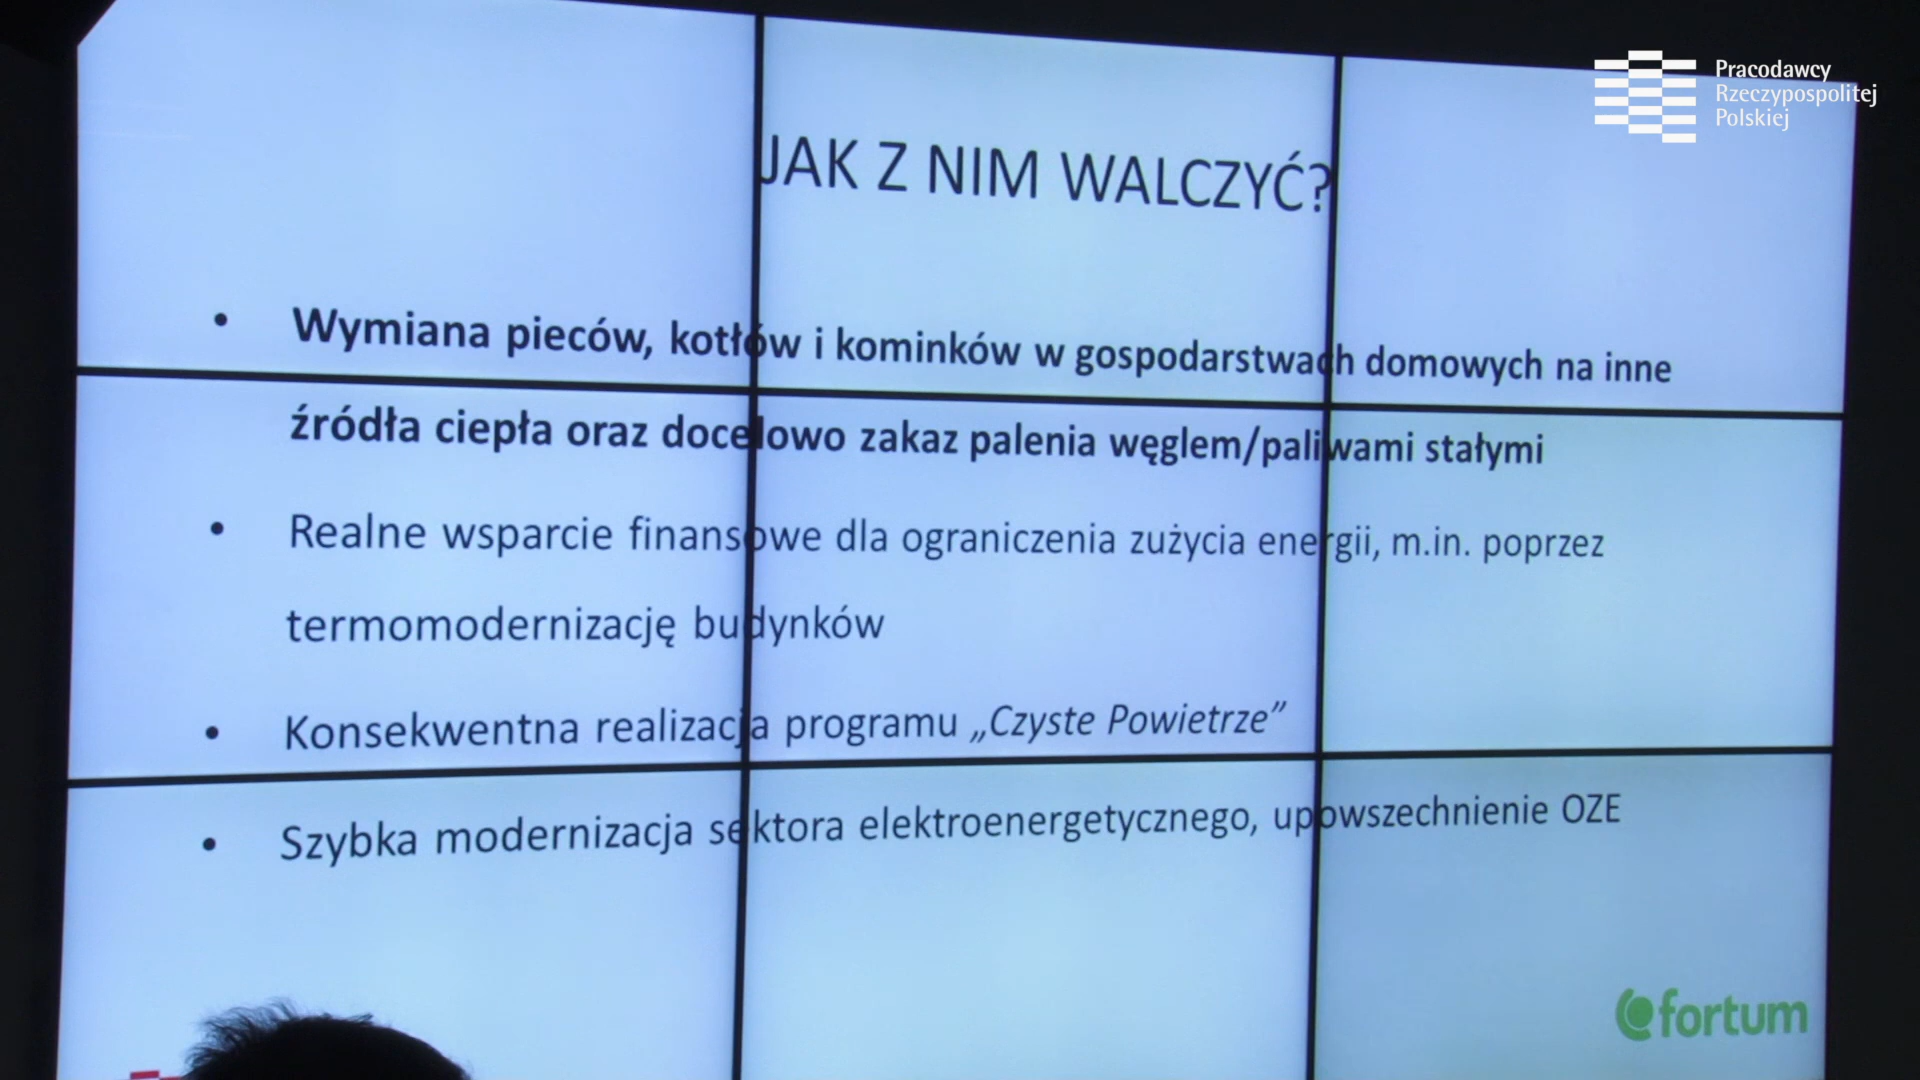 Pracodawcy
Rzeczypospolitej
Polskiej
JAK Z NIM WALCZYĆ?
• Wymiana pieców, kotłów i kominków w gospodarstwach domowych na inne
źródła ciepła oraz docelowo zakaz palenia węglem/paliwami stałymi
• Realne wsparcie finansowe dla ograniczenia zużycia energii, m.in. poprzez
termomodernizację budynków
• Konsekwentna realizacja programu „Czyste Powietrze”
• Szybka modernizacja sektora elektroenergetycznego, upowszechnienie OZE
fortum